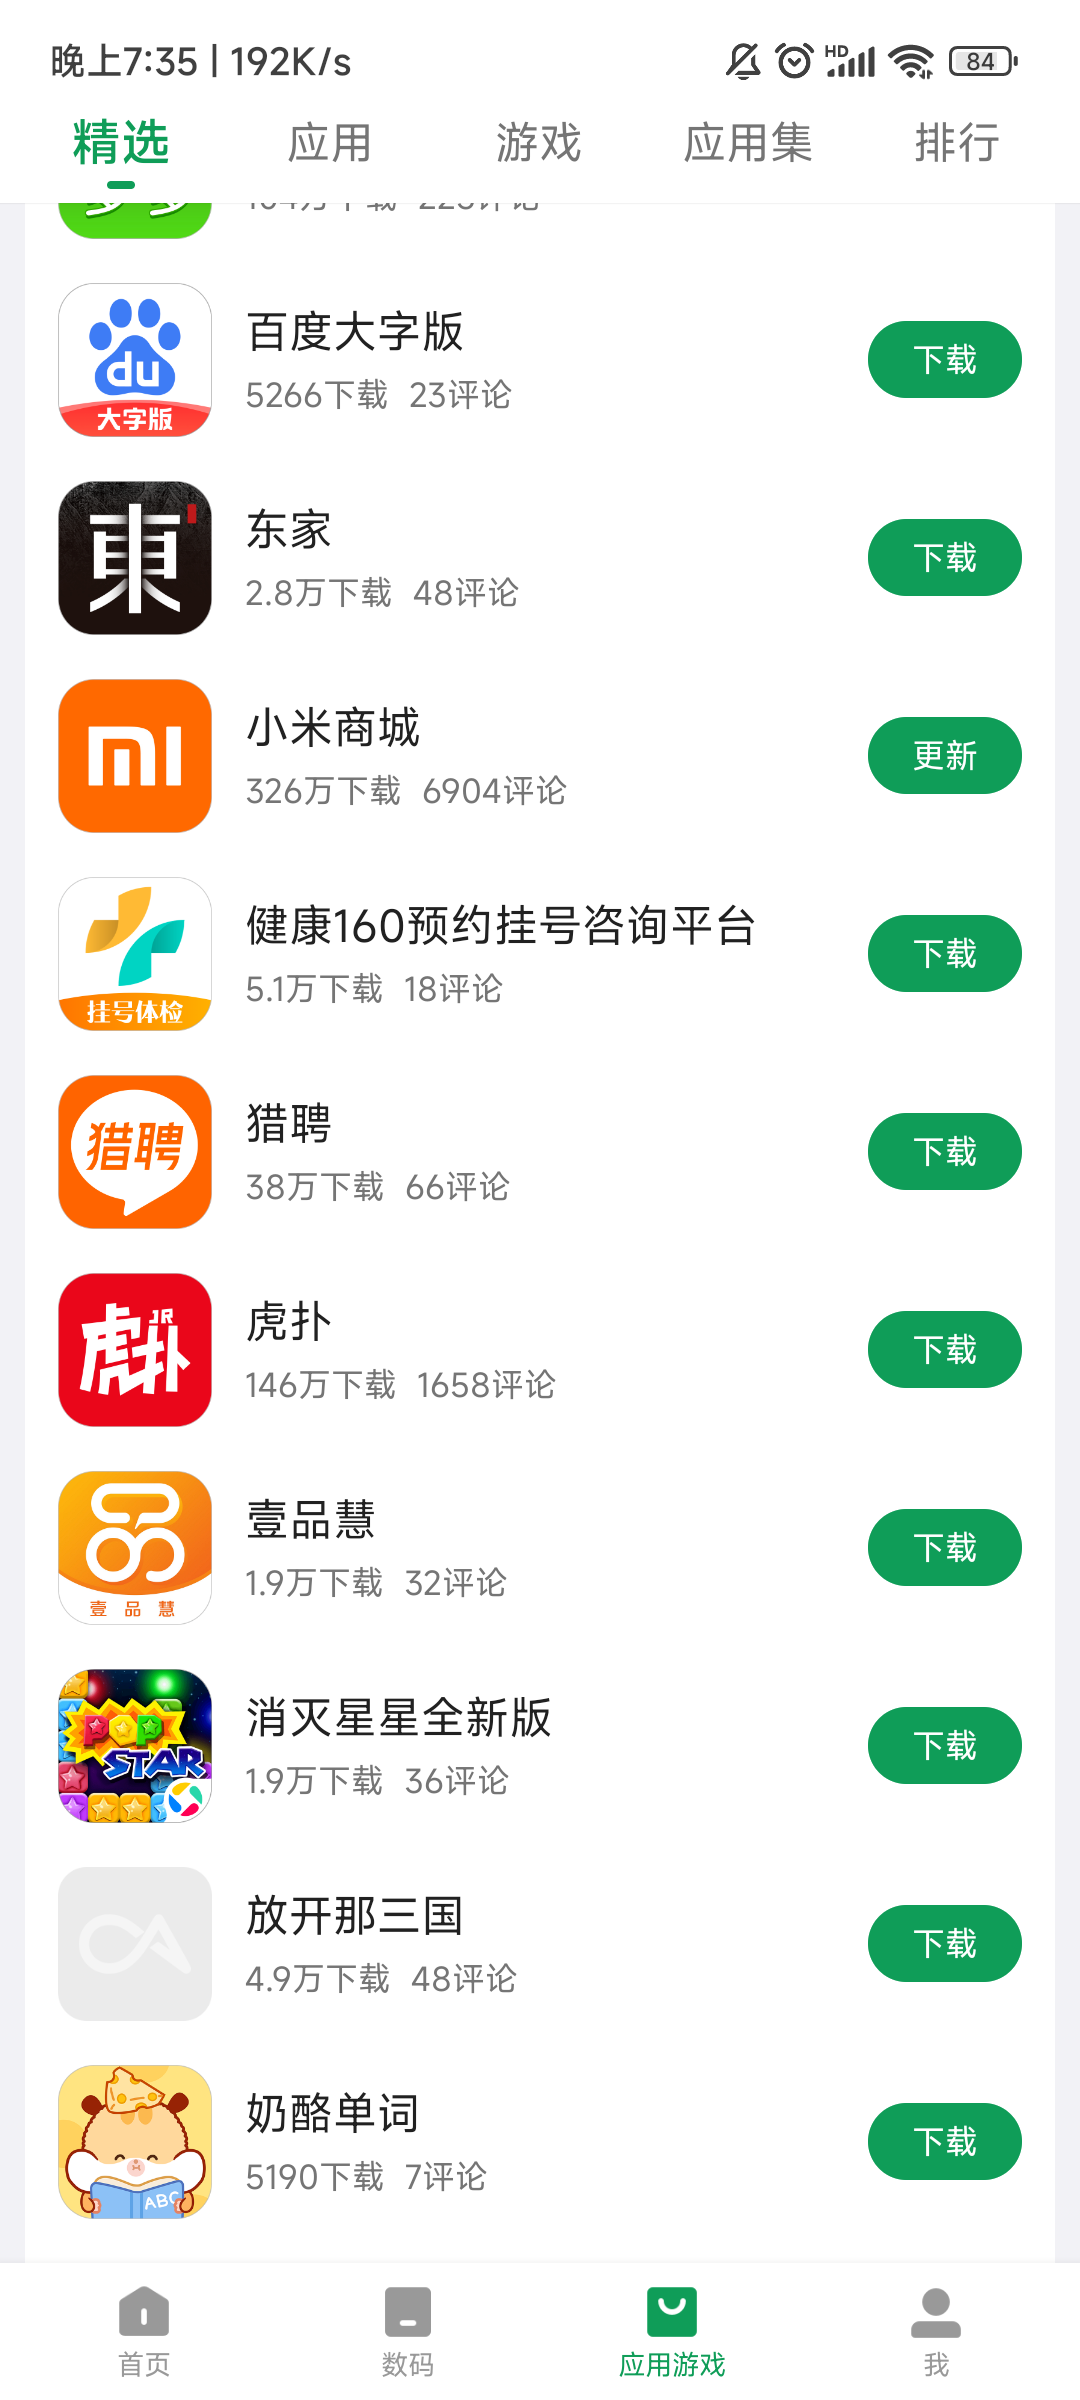 晚上7:35 | 192K/s
HD
84
精选 应用 游戏 应用集 排行
du
大字版
百度大字版
5266下载 23评论
下载
東
东家
2.8万下载 48评论
下载
小米商城
326万下载 6904评论
更新
挂号体检
健康160预约挂号咨询平台
5.1万下载 18评论
下载
猎聘
猎聘
38万下载 66评论
下载
虎扑JR
虎扑
146万下载 1658评论
下载
壹品慧
壹品慧
1.9万下载 32评论
下载
POP
STAR
消灭星星全新版
1.9万下载 36评论
下载
放开那三国
4.9万下载 48评论
下载
ABC
奶酪单词
5190下载 7评论
下载
首页 数码 应用游戏 我